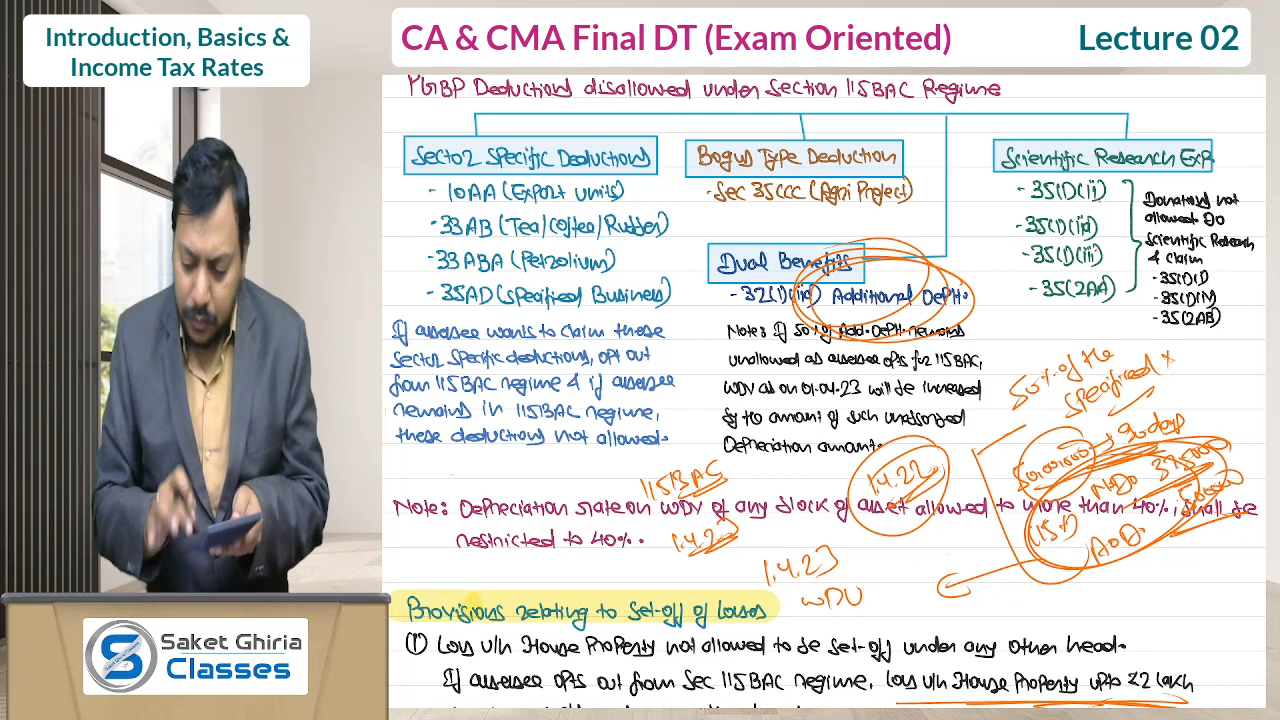 Introduction, Basics &
Income Tax Rates
CA & CMA Final DT (Exam Oriented)
Lecture 02
PGBP Deductions disallowed under Section 115BAC Regime
Sector Specific Deductions
- 10AA (Export units)
- 33AB (Tea/Coffee/Rubber)
- 33ABA (Petrolium)
- 35AD (Specified Business)
If assessee wants to claim these
sector specific deductions, opt out
from 115BAC regime & if assessee
remains in 115BAC regime,
these deductions not allowed.
Bogus Type Deduction
- Sec 35CCC (Agri Project)
Dual Benefits
- 32(1)(iia) Additional Depn.
Note: If 50% of Add. Depn. remains
unallowed as assessee opts for 115BAC,
WDV as on 01.04.23 will be increased
by the amount of such unabsorbed
Depreciation amount.
Scientific Research Exp.
- 35(1)(ii)
- 35(1)(iia)
- 35(1)(iii)
- 35(2AA)
Donations not
allowed Do
Scientific Research
& claim
- 35(1)(i)
- 35(1)(iv)
- 35(2AB)
50% of the
specified x
90 days
N.D. 375000
A.D.
115BAC
1.4.22
1.4.23
1.4.23
WDV
Note: Depreciation rate on WDV of any block of asset allowed to more than 40%, shall be
restricted to 40%.
Provisions relating to Set-off of Losses
(1) Loss u/h House Property not allowed to be set-off under any other head.
If assessee opts out from Sec 115BAC regime, loss u/h House Property upto ₹2 lakh
Saket Ghiria
Classes